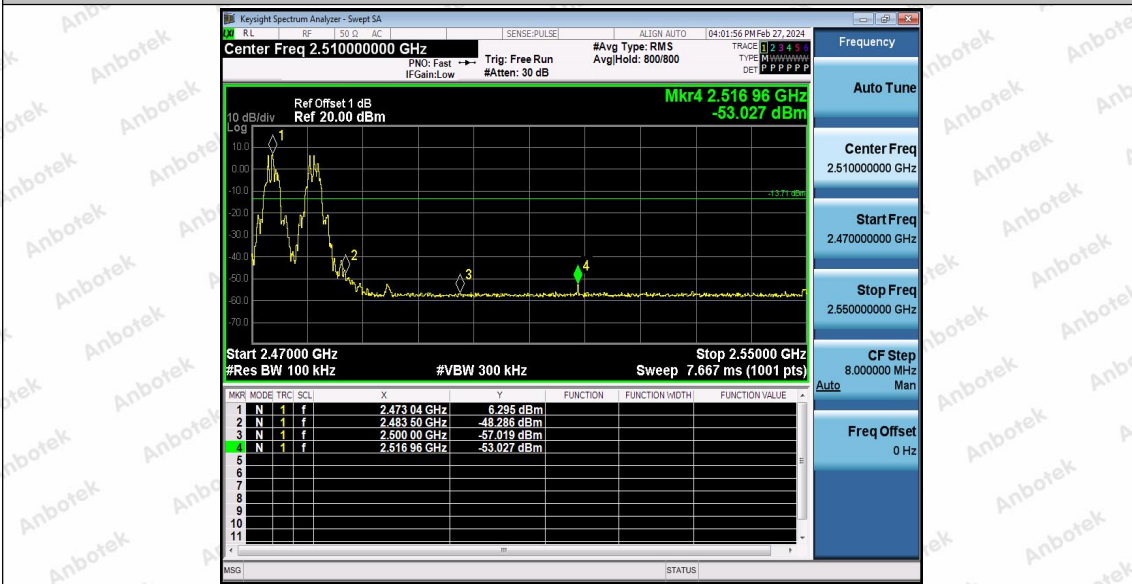 Keysight Spectrum Analyzer - Swept SA
RL RF 50 Ω AC SENSE:PULSE ALIGN AUTO 04:01:56 PM Feb 27, 2024
Center Freq 2.510000000 GHz
PNO: Fast
IFGain:Low
Trig: Free Run
#Atten: 30 dB
#Avg Type: RMS
Avg|Hold: 800/800
TRACE 1 2 3 4 5 6
TYPE MWWWWW
DET P P P P P P
Frequency
Auto Tune
Center Freq
2.510000000 GHz
Start Freq
2.470000000 GHz
Stop Freq
2.550000000 GHz
CF Step
8.000000 MHz
Auto Man
Freq Offset
0 Hz
Mkr4 2.516 96 GHz
-53.027 dBm
Ref Offset 1 dB
10 dB/div Ref 20.00 dBm
Log
10.0
0.00
-10.0
-20.0
-30.0
-40.0
-50.0
-60.0
-70.0
1
2
3
4
-13.71 dBm
Start 2.47000 GHz Stop 2.55000 GHz
#Res BW 100 kHz #VBW 300 kHz Sweep 7.667 ms (1001 pts)
MKR MODE TRC SCL X Y FUNCTION FUNCTION WIDTH FUNCTION VALUE
1 N 1 f 2.473 04 GHz 6.295 dBm
2 N 1 f 2.483 50 GHz -48.286 dBm
3 N 1 f 2.500 00 GHz -57.019 dBm
4 N 1 f 2.516 96 GHz -53.027 dBm
5
6
7
8
9
10
11
MSG STATUS
Anbotek